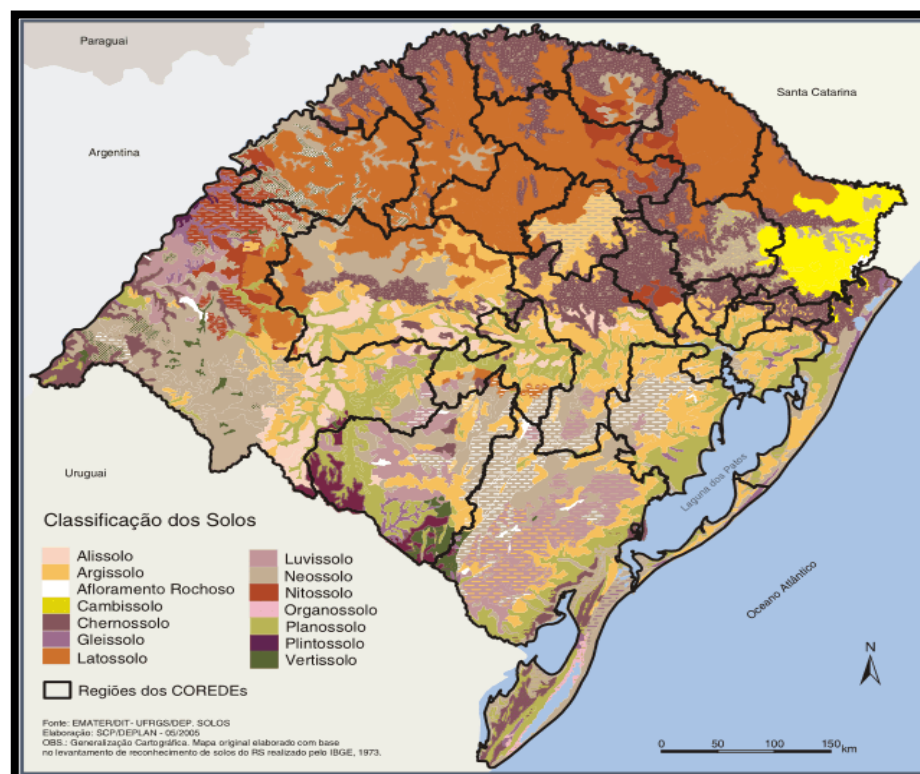 Paraguai
Santa Catarina
Argentina
Uruguai
Laguna dos Patos
Oceano Atlântico
Classificação dos Solos
Alissolo
Argissolo
Afloramento Rochoso
Cambissolo
Chernossolo
Gleissolo
Latossolo
Luvissolo
Neossolo
Nitossolo
Organossolo
Planossolo
Plintossolo
Vertissolo
Regiões dos COREDEs
Fonte: EMATER/DIT- UFRGS/DEP. SOLOS
Elaboração: SCP/DEPLAN - 05/2005
OBS.: Generalização Cartográfica. Mapa original elaborado com base
no levantamento de reconhecimento de solos do RS realizado pelo IBGE, 1973.
N
0 50 100 150 km